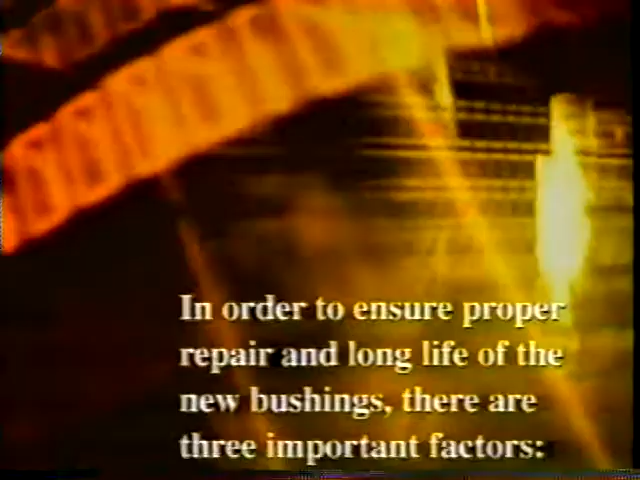 In order to ensure proper
repair and long life of the
new bushings, there are
three important factors: